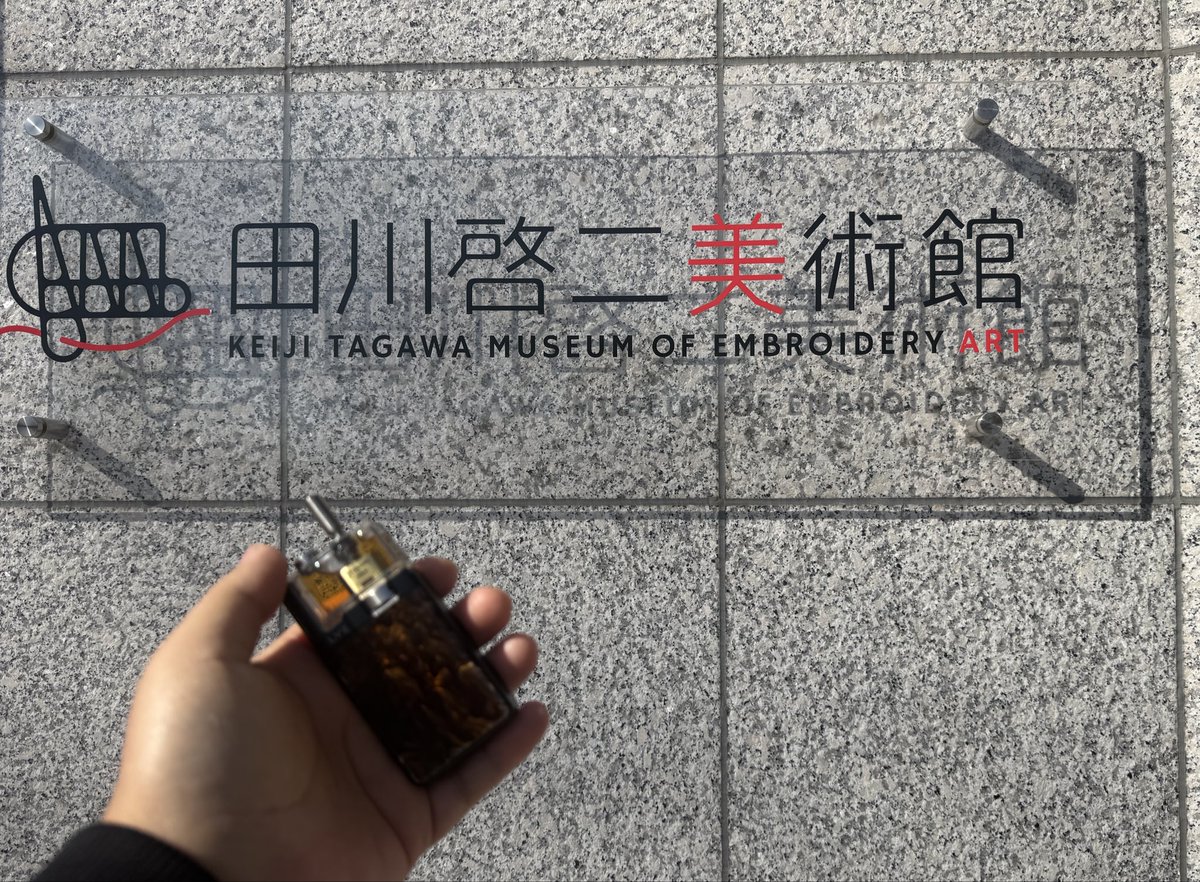 田川啓二美術館
KEIJI TAGAWA MUSEUM OF EMBROIDERY ART